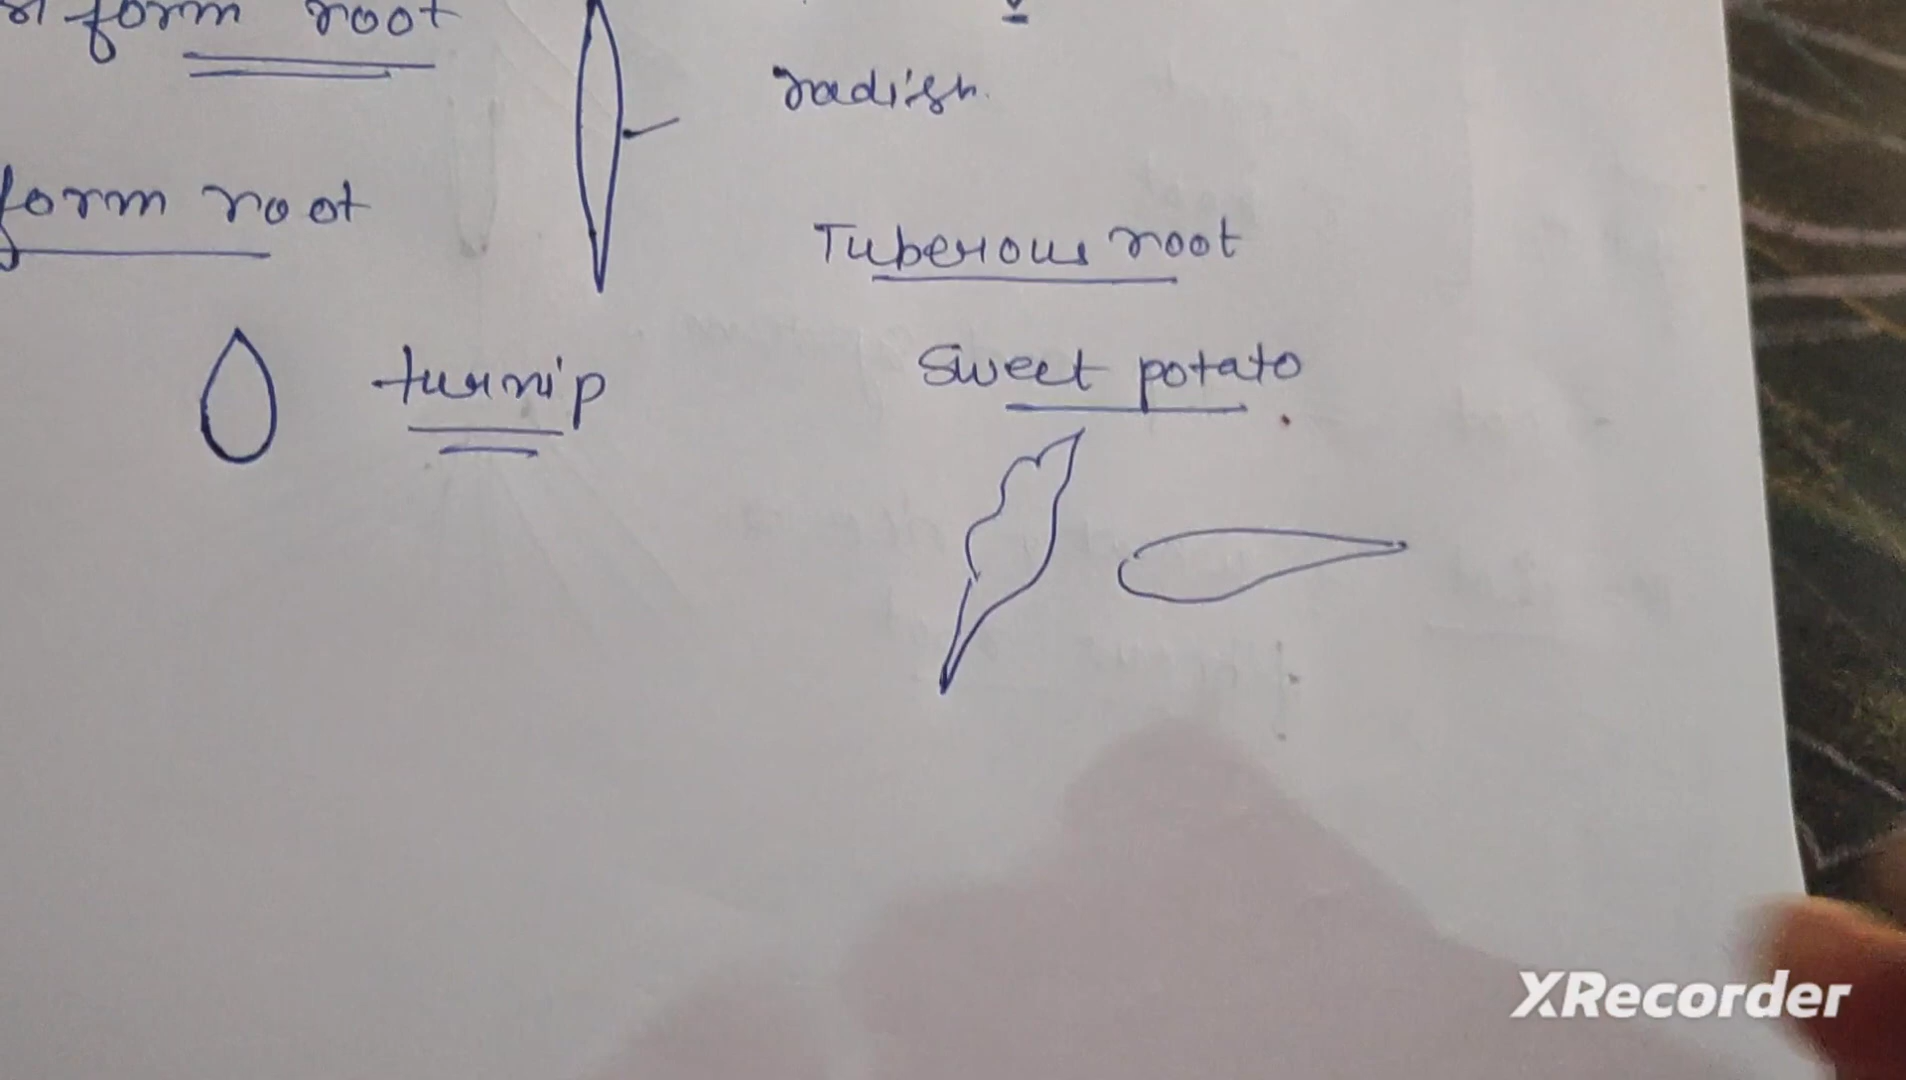 form root
radish.
form root
Tuberous root
turnip
Sweet potato
XRecorder